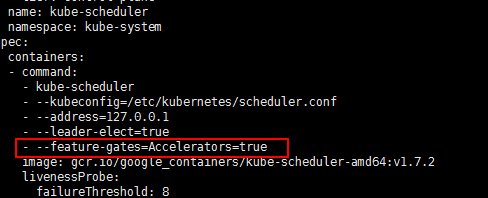 name: kube-scheduler
namespace: kube-system
pec:
containers:
- command:
- kube-scheduler
- --kubeconfig=/etc/kubernetes/scheduler.conf
- --address=127.0.0.1
- --leader-elect=true
- --feature-gates=Accelerators=true
image: gcr.io/google_containers/kube-scheduler-amd64:v1.7.2
livenessProbe:
failureThreshold: 8